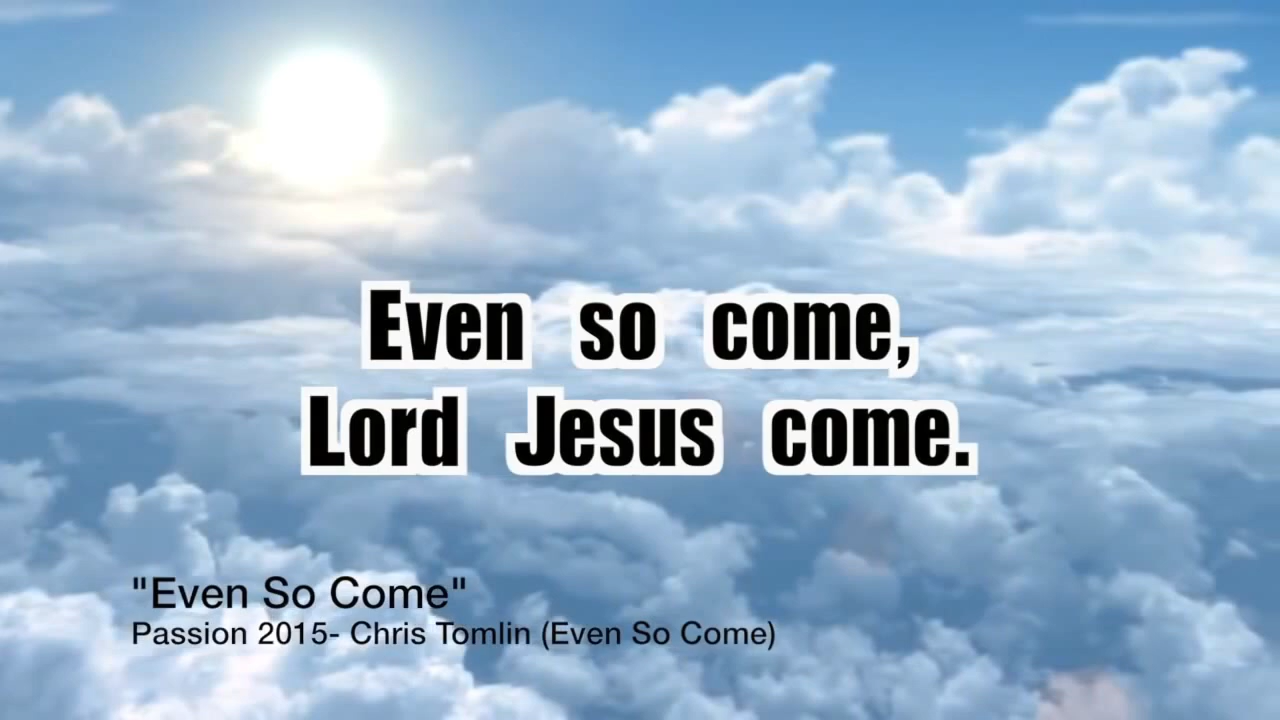 Even so come,
Lord Jesus come.
"Even So Come"
Passion 2015- Chris Tomlin (Even So Come)